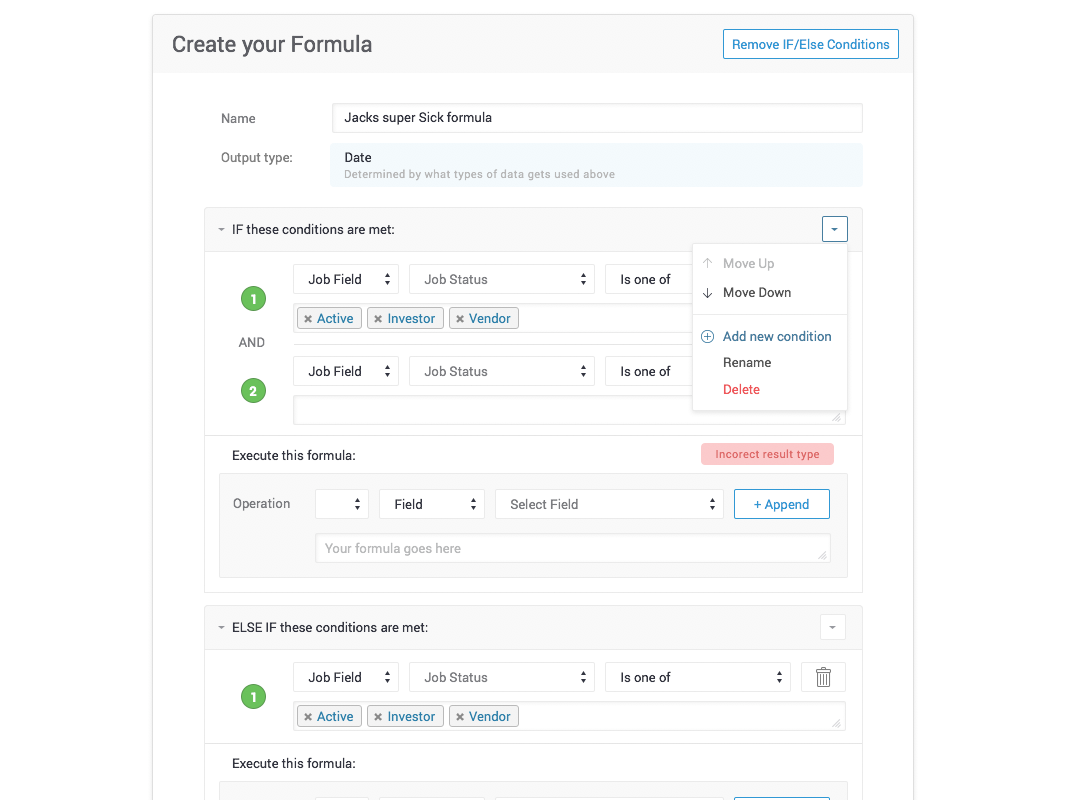 Create your Formula
Remove IF/Else Conditions
Name
Jacks super Sick formula
Output type:
Date
Determined by what types of data gets used above
IF these conditions are met:
1
Job Field
Job Status
Is one of
Active
Investor
Vendor
AND
2
Job Field
Job Status
Is one of
Move Up
Move Down
Add new condition
Rename
Delete
Execute this formula:
Incorect result type
Operation
Field
Select Field
+ Append
Your formula goes here
ELSE IF these conditions are met:
1
Job Field
Job Status
Is one of
Active
Investor
Vendor
Execute this formula: